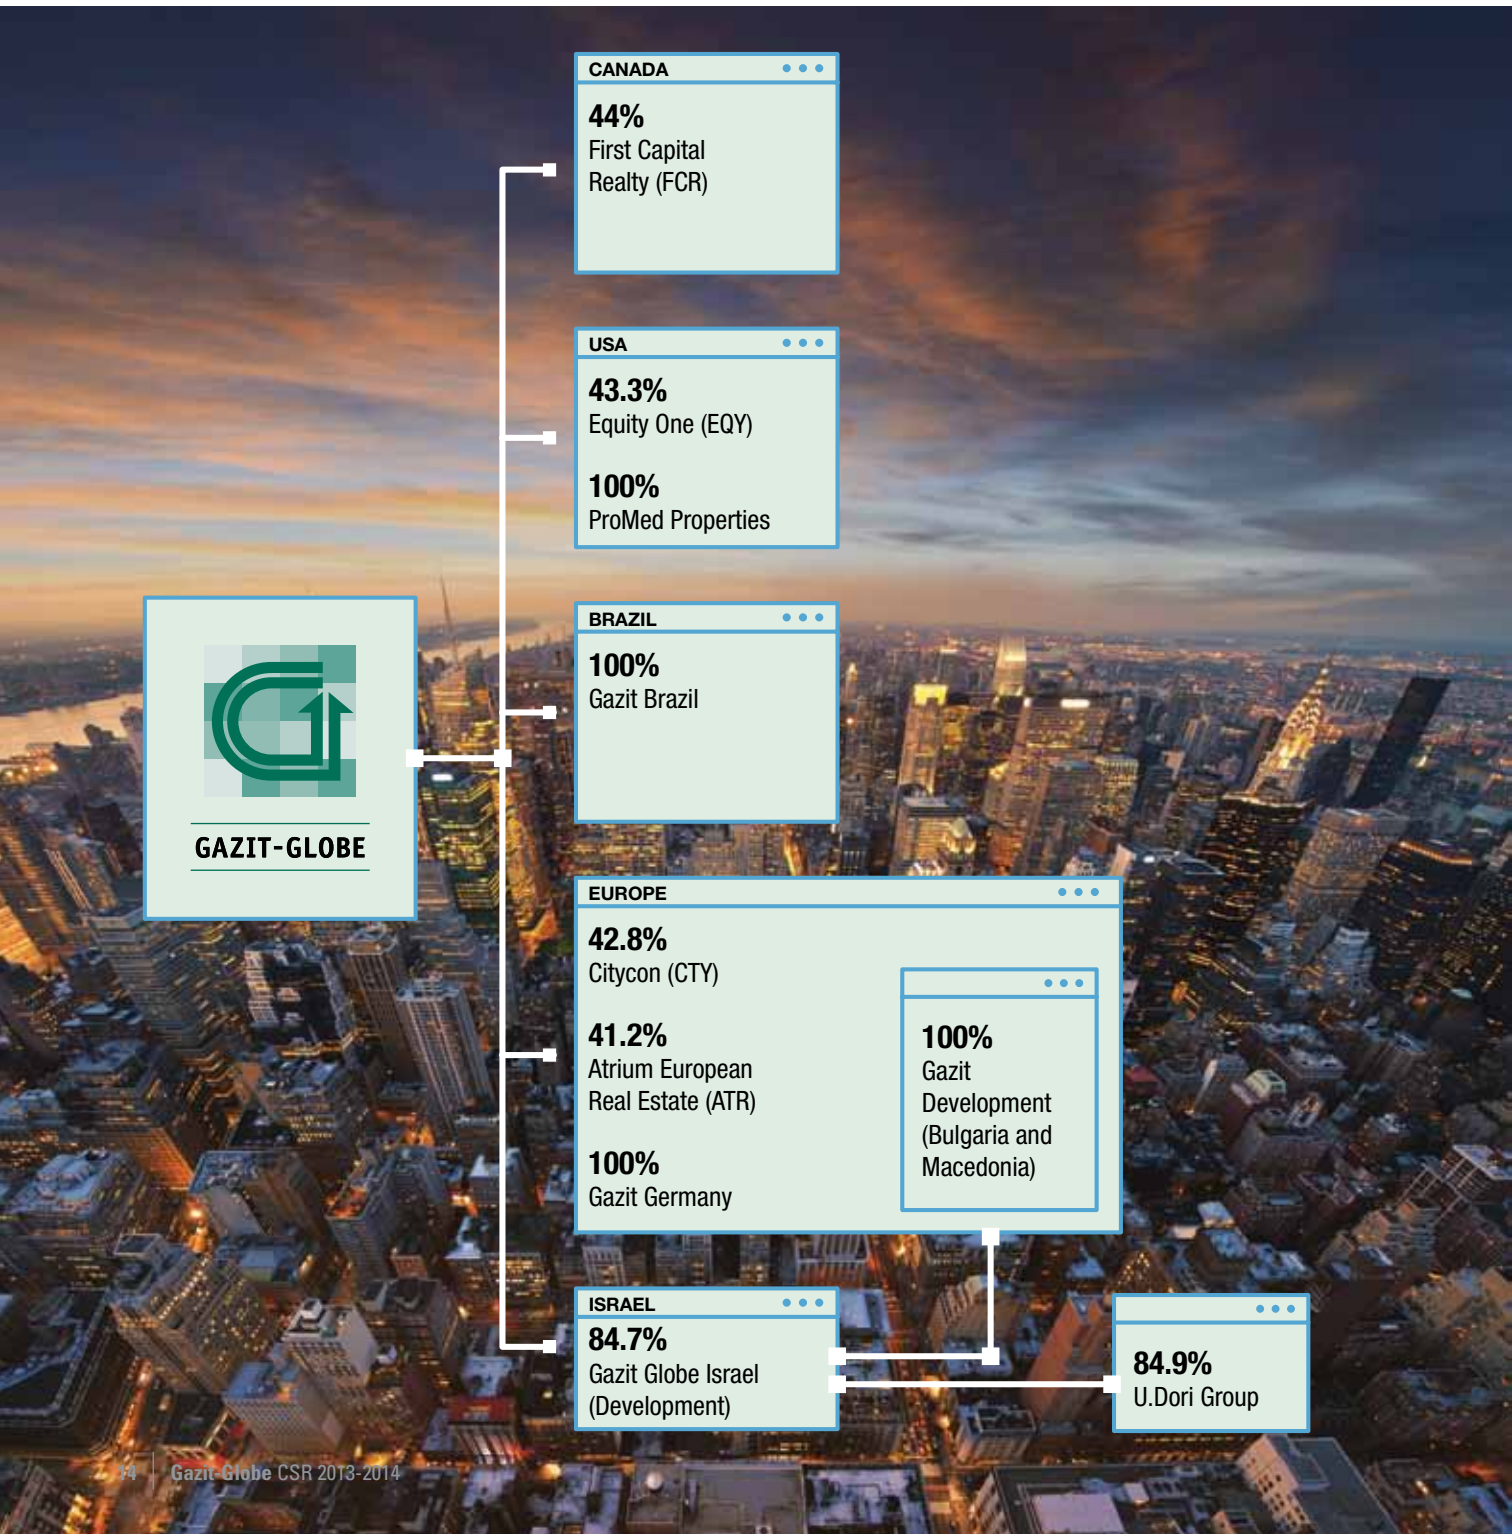 CANADA
44%
First Capital
Realty (FCR)
USA
43.3%
Equity One (EQY)
100%
ProMed Properties
BRAZIL
100%
Gazit Brazil
GAZIT-GLOBE
EUROPE
42.8%
Citycon (CTY)
41.2%
Atrium European
Real Estate (ATR)
100%
Gazit Germany
100%
Gazit
Development
(Bulgaria and
Macedonia)
ISRAEL
84.7%
Gazit Globe Israel
(Development)
84.9%
U.Dori Group
14 | Gazit-Globe CSR 2013-2014